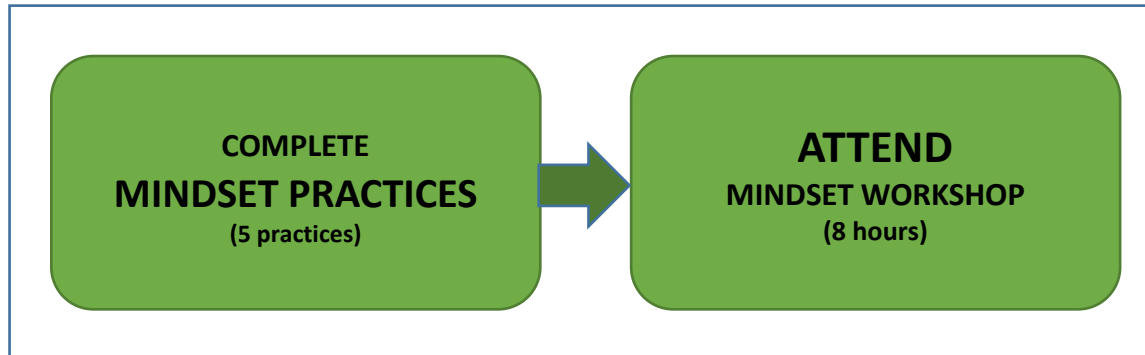 COMPLETE
MINDSET PRACTICES
(5 practices)
ATTEND
MINDSET WORKSHOP
(8 hours)